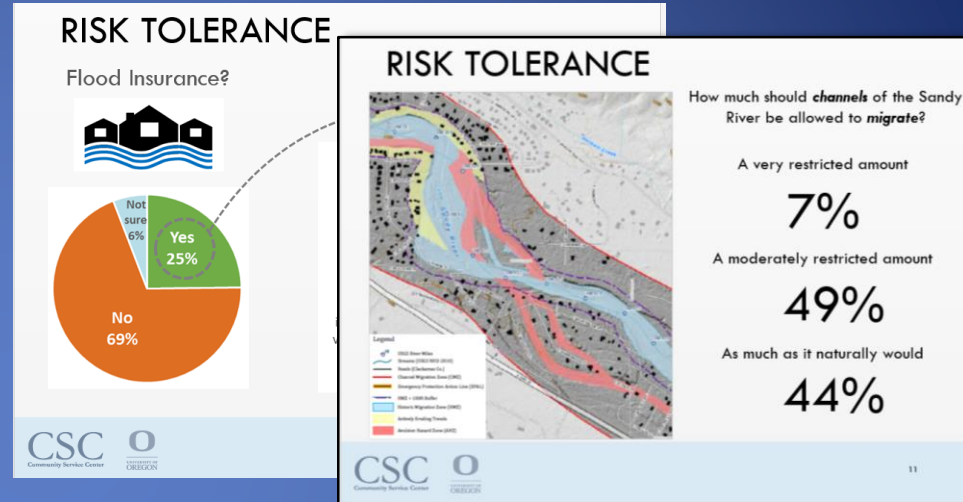 RISK TOLERANCE
Flood Insurance?
Not
sure
6%
Yes
25%
No
69%
CSC
Community Service Center
UNIVERSITY OF
OREGON
RISK TOLERANCE
How much should channels of the Sandy
River be allowed to migrate?
A very restricted amount
7%
A moderately restricted amount
49%
As much as it naturally would
44%
Legend
CSC
Community Service Center
OREGON
11